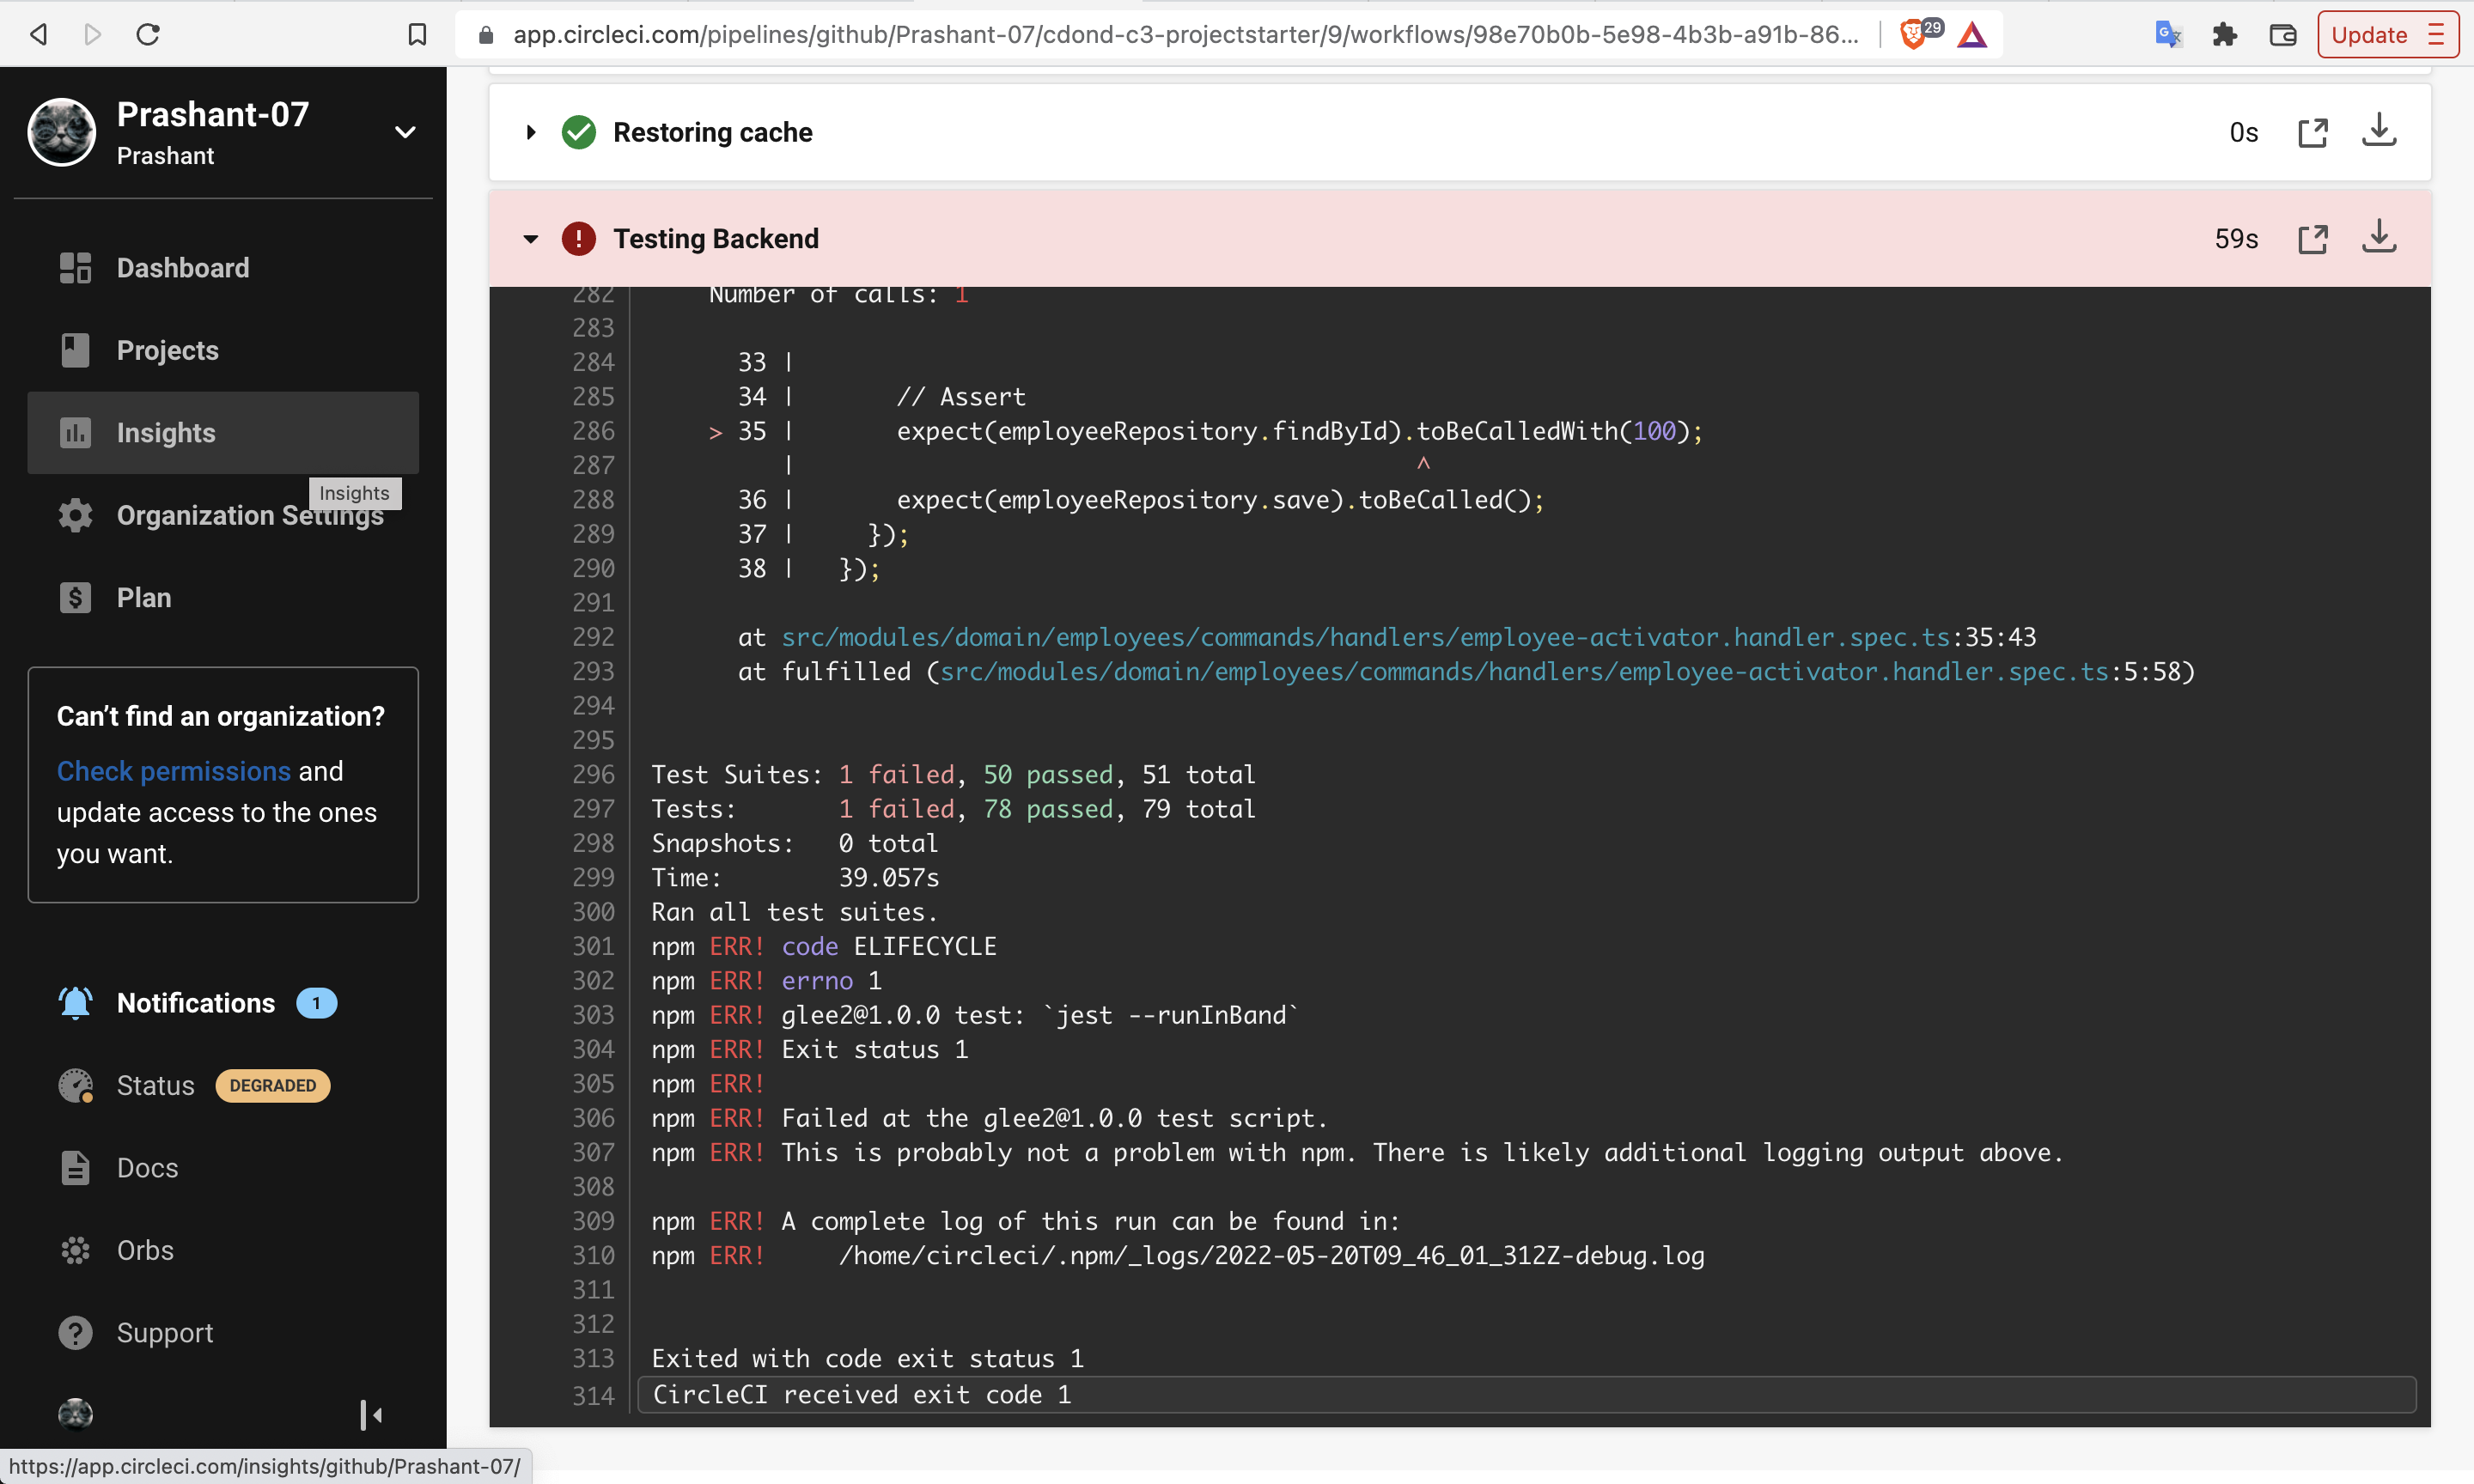 app.circleci.com/pipelines/github/Prashant-07/cdond-c3-projectstarter/9/workflows/98e70b0b-5e98-4b3b-a91b-86...
29
Update
Prashant-07
Prashant
Dashboard
Projects
Insights
Insights
Organization Settings
Plan
Can’t find an organization?
Check permissions and
update access to the ones
you want.
Notifications 1
Status DEGRADED
Docs
Orbs
Support
https://app.circleci.com/insights/github/Prashant-07/
Restoring cache 0s
Testing Backend 59s
282 Number of calls: 1
283
284 33 |
285 34 | // Assert
286 > 35 | expect(employeeRepository.findById).toBeCalledWith(100);
287 | ^
288 36 | expect(employeeRepository.save).toBeCalled();
289 37 | });
290 38 | });
291
292 at src/modules/domain/employees/commands/handlers/employee-activator.handler.spec.ts:35:43
293 at fulfilled (src/modules/domain/employees/commands/handlers/employee-activator.handler.spec.ts:5:58)
294
295
296 Test Suites: 1 failed, 50 passed, 51 total
297 Tests: 1 failed, 78 passed, 79 total
298 Snapshots: 0 total
299 Time: 39.057s
300 Ran all test suites.
301 npm ERR! code ELIFECYCLE
302 npm ERR! errno 1
303 npm ERR! glee2@1.0.0 test: `jest --runInBand`
304 npm ERR! Exit status 1
305 npm ERR!
306 npm ERR! Failed at the glee2@1.0.0 test script.
307 npm ERR! This is probably not a problem with npm. There is likely additional logging output above.
308
309 npm ERR! A complete log of this run can be found in:
310 npm ERR! /home/circleci/.npm/_logs/2022-05-20T09_46_01_312Z-debug.log
311
312
313 Exited with code exit status 1
314 CircleCI received exit code 1